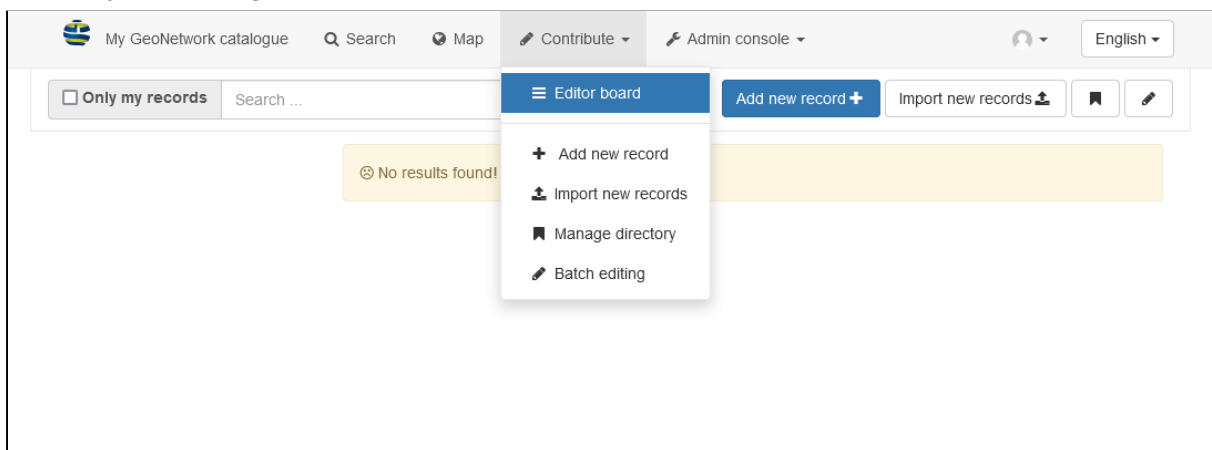 My GeoNetwork catalogue Search Map Contribute Admin console English
Only my records Search ... Editor board Add new record Import new records
Add new record
No results found!
Import new records
Manage directory
Batch editing